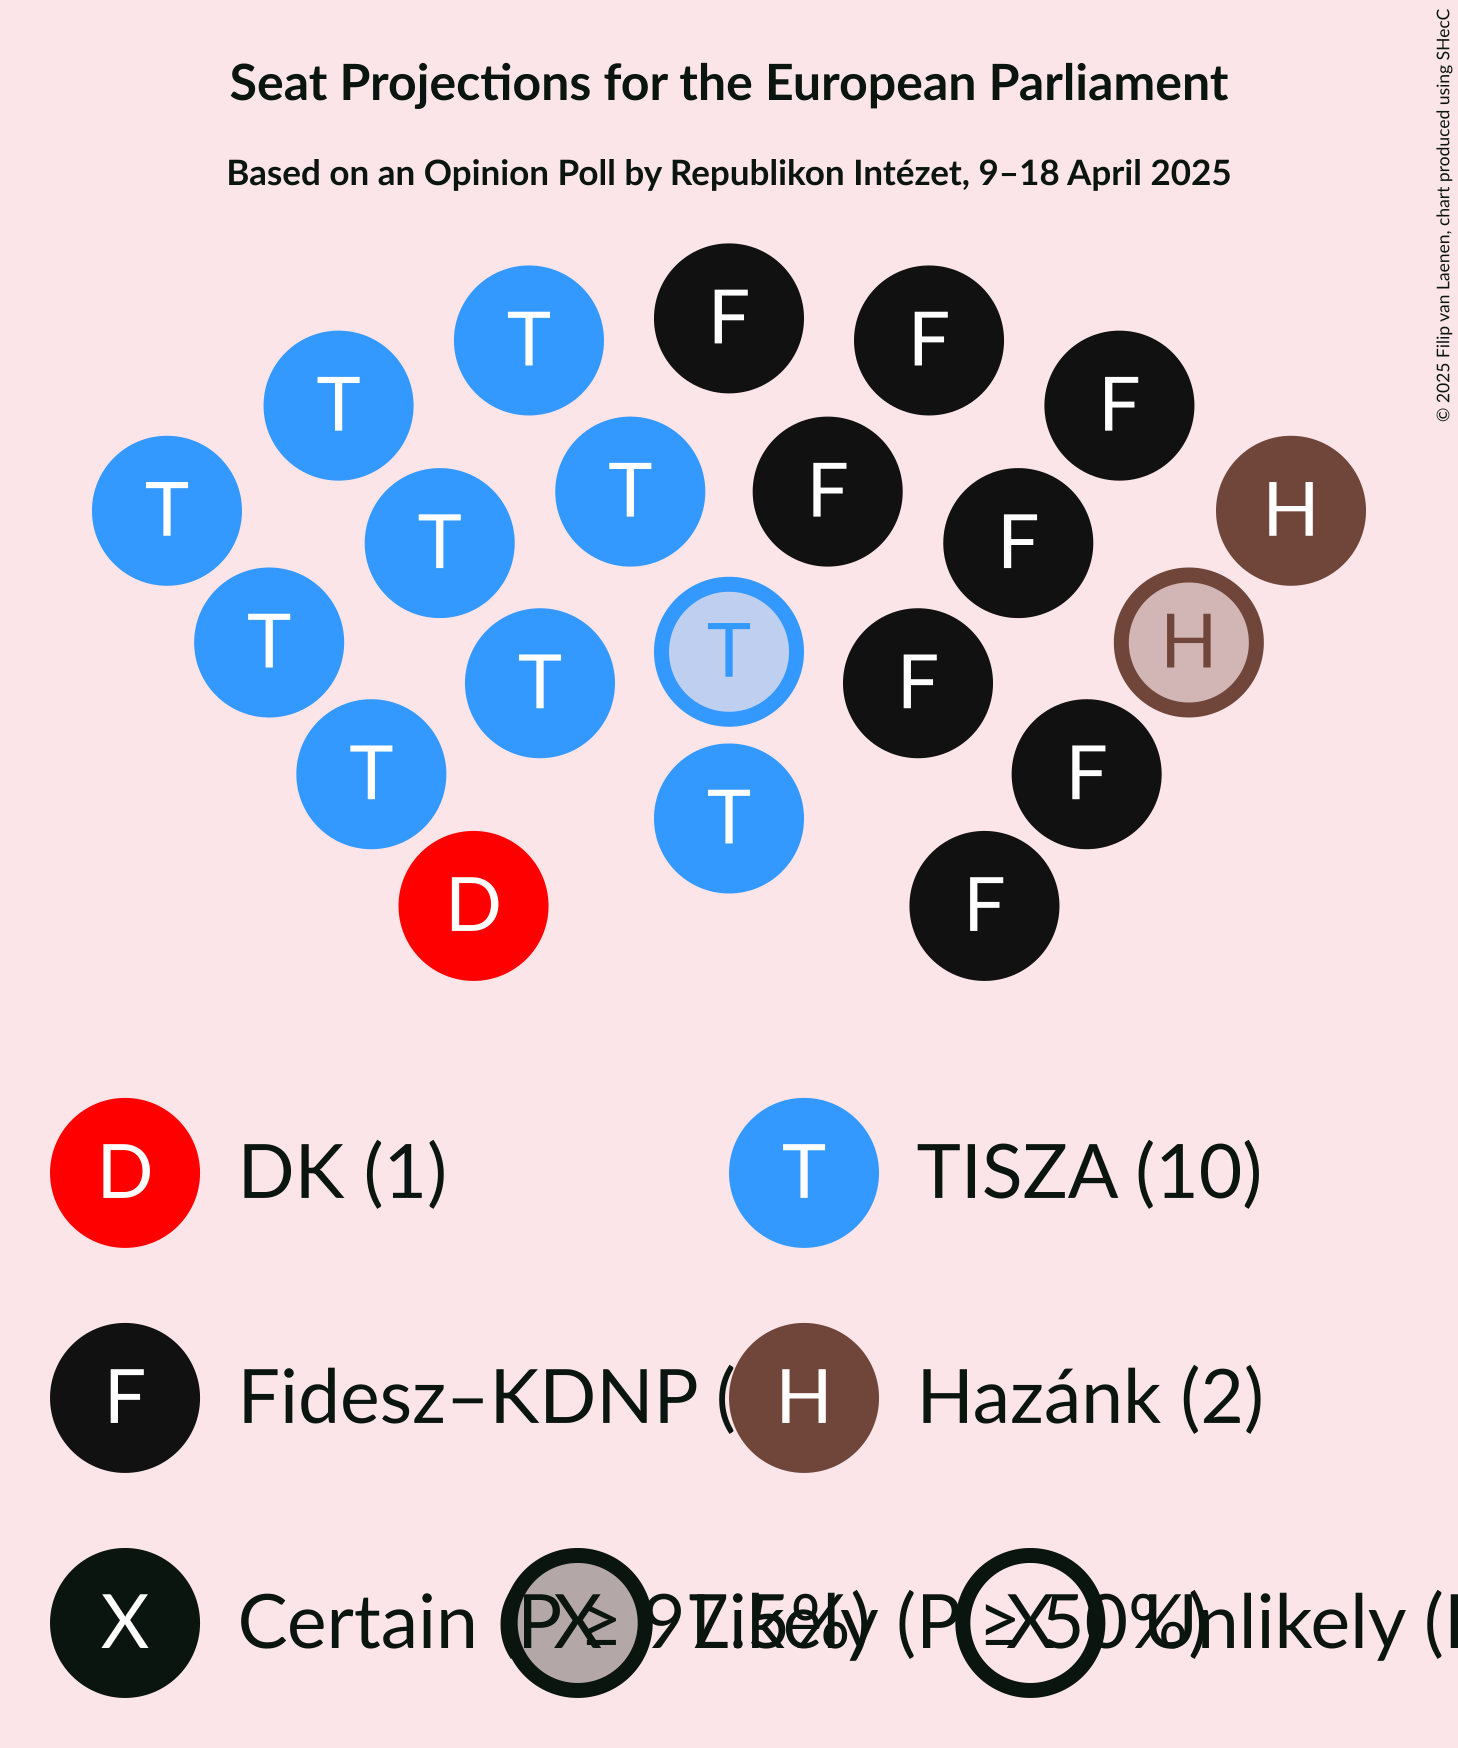 Seat Projections for the European Parliament
Based on an Opinion Poll by Republikon Intézet, 9–18 April 2025
© 2025 Filip van Laenen, chart produced using SHecC
F
T F
T F
T T F H
T F
T T H
T F
T F
T
D F
D DK (1) T TISZA (10)
F Fidesz–KDNP ( H Hazánk (2)
X Certain (P ≥ 97.5%) X Likely (P ≥ 50%) X Unlikely (